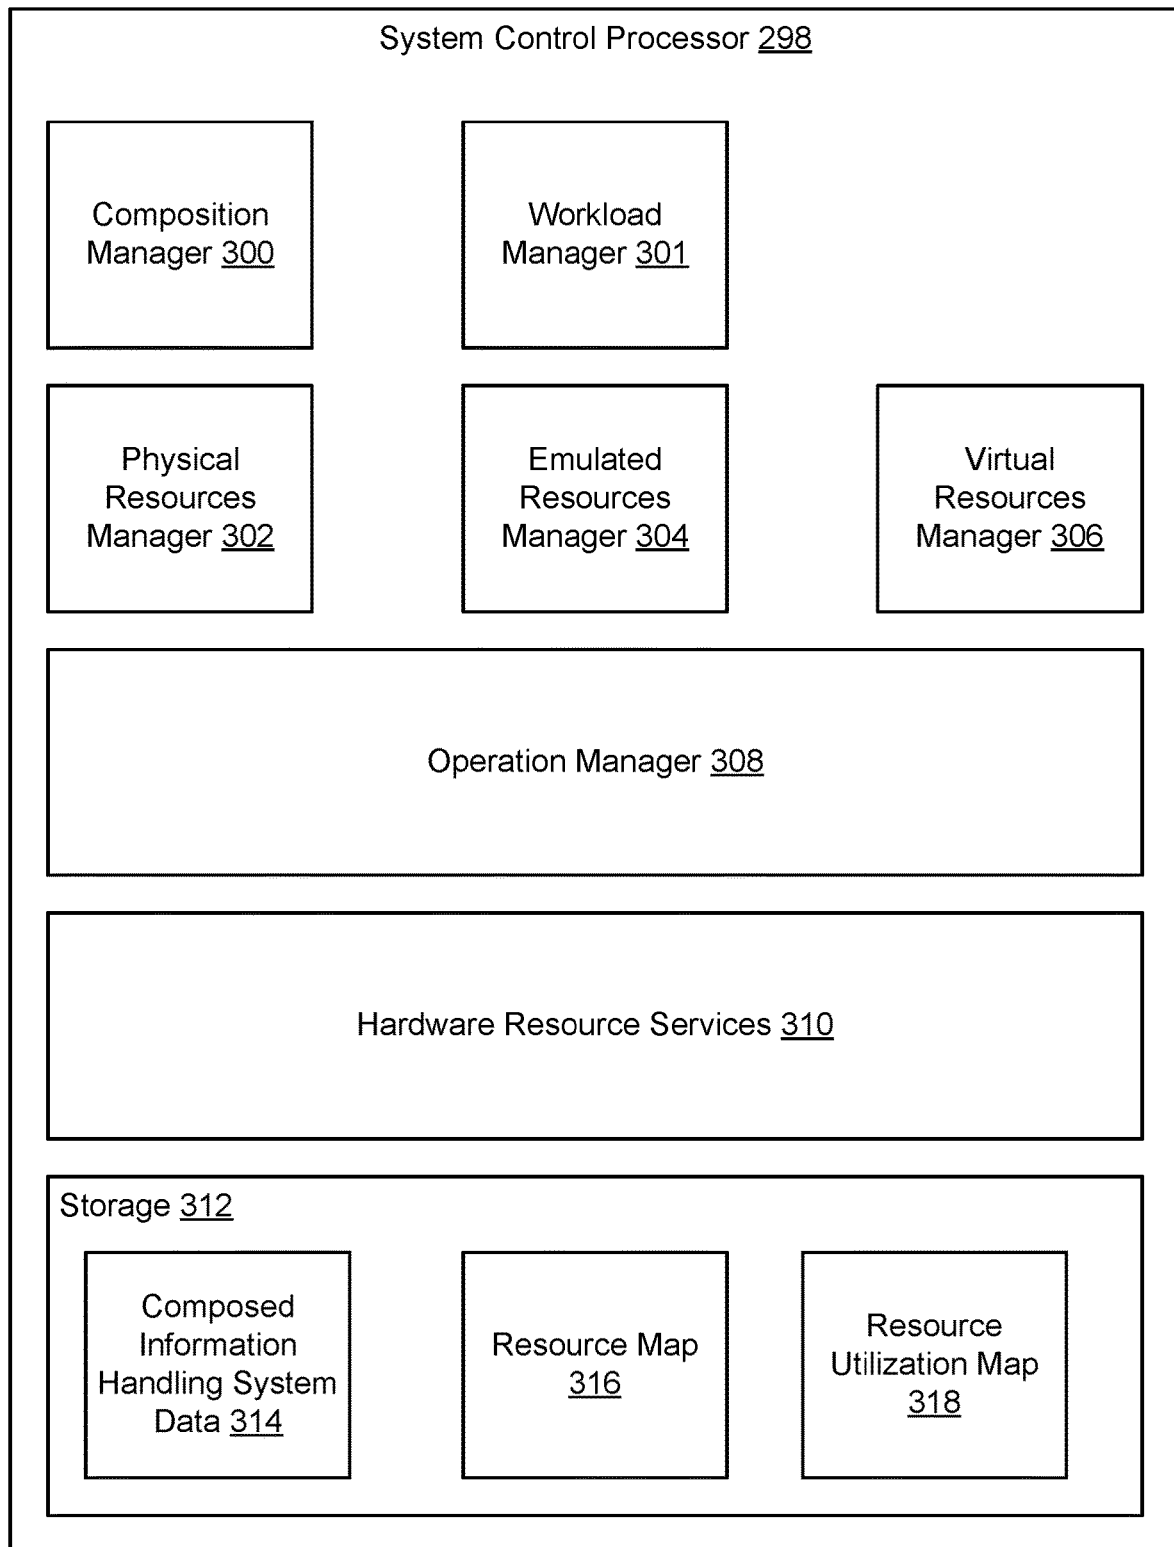 System Control Processor 298
Composition
Manager 300
Workload
Manager 301
Physical
Resources
Manager 302
Emulated
Resources
Manager 304
Virtual
Resources
Manager 306
Operation Manager 308
Hardware Resource Services 310
Storage 312
Composed
Information
Handling System
Data 314
Resource Map
316
Resource
Utilization Map
318